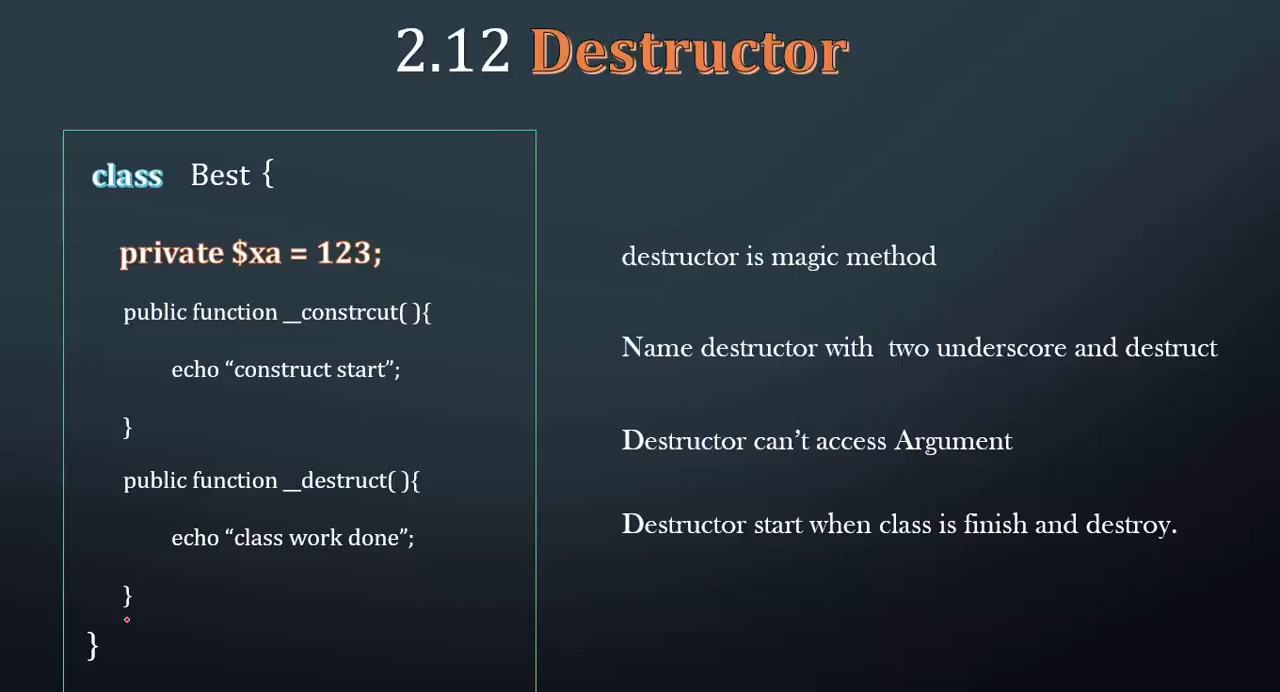 2.12 Destructor
class Best {
private $xa = 123;
public function __constrcut( ){
echo “construct start”;
}
public function __destruct( ){
echo “class work done”;
}
}
destructor is magic method
Name destructor with two underscore and destruct
Destructor can’t access Argument
Destructor start when class is finish and destroy.